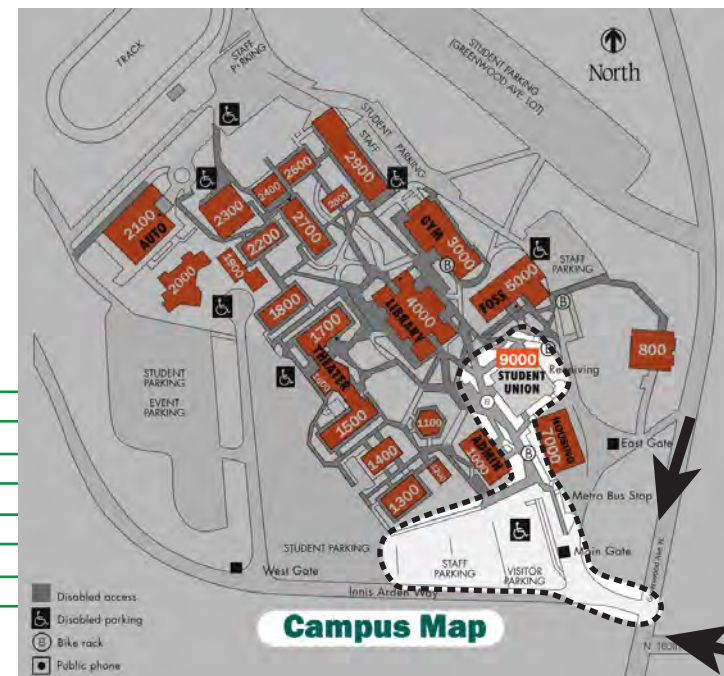 TRACK
STAFF
PARKING
STUDENT PARKING
(GREENWOOD AVE. LOT)
North
STUDENT PARKING
STAFF
2900
2600
2400
2300
2800
2700
2200
2100
AUTO
1900
2000
1800
GYM 3000
FOSS 5000
STAFF
PARKING
LIBRARY 4000
1700
THEATER
1600
1500
9000
STUDENT
UNION
Receiving
800
STUDENT
PARKING
EVENT
PARKING
1100
1400
1200
1300
ADMIN
1000
HOUSING
7000
East Gate
Metro Bus Stop
Main Gate
STUDENT PARKING
STAFF
PARKING
VISITOR
PARKING
West Gate
Innis Arden Way
Greenwood Ave N.
Campus Map
Disabled access
Disabled parking
B Bike rack
Public phone
B
B
B
B
B